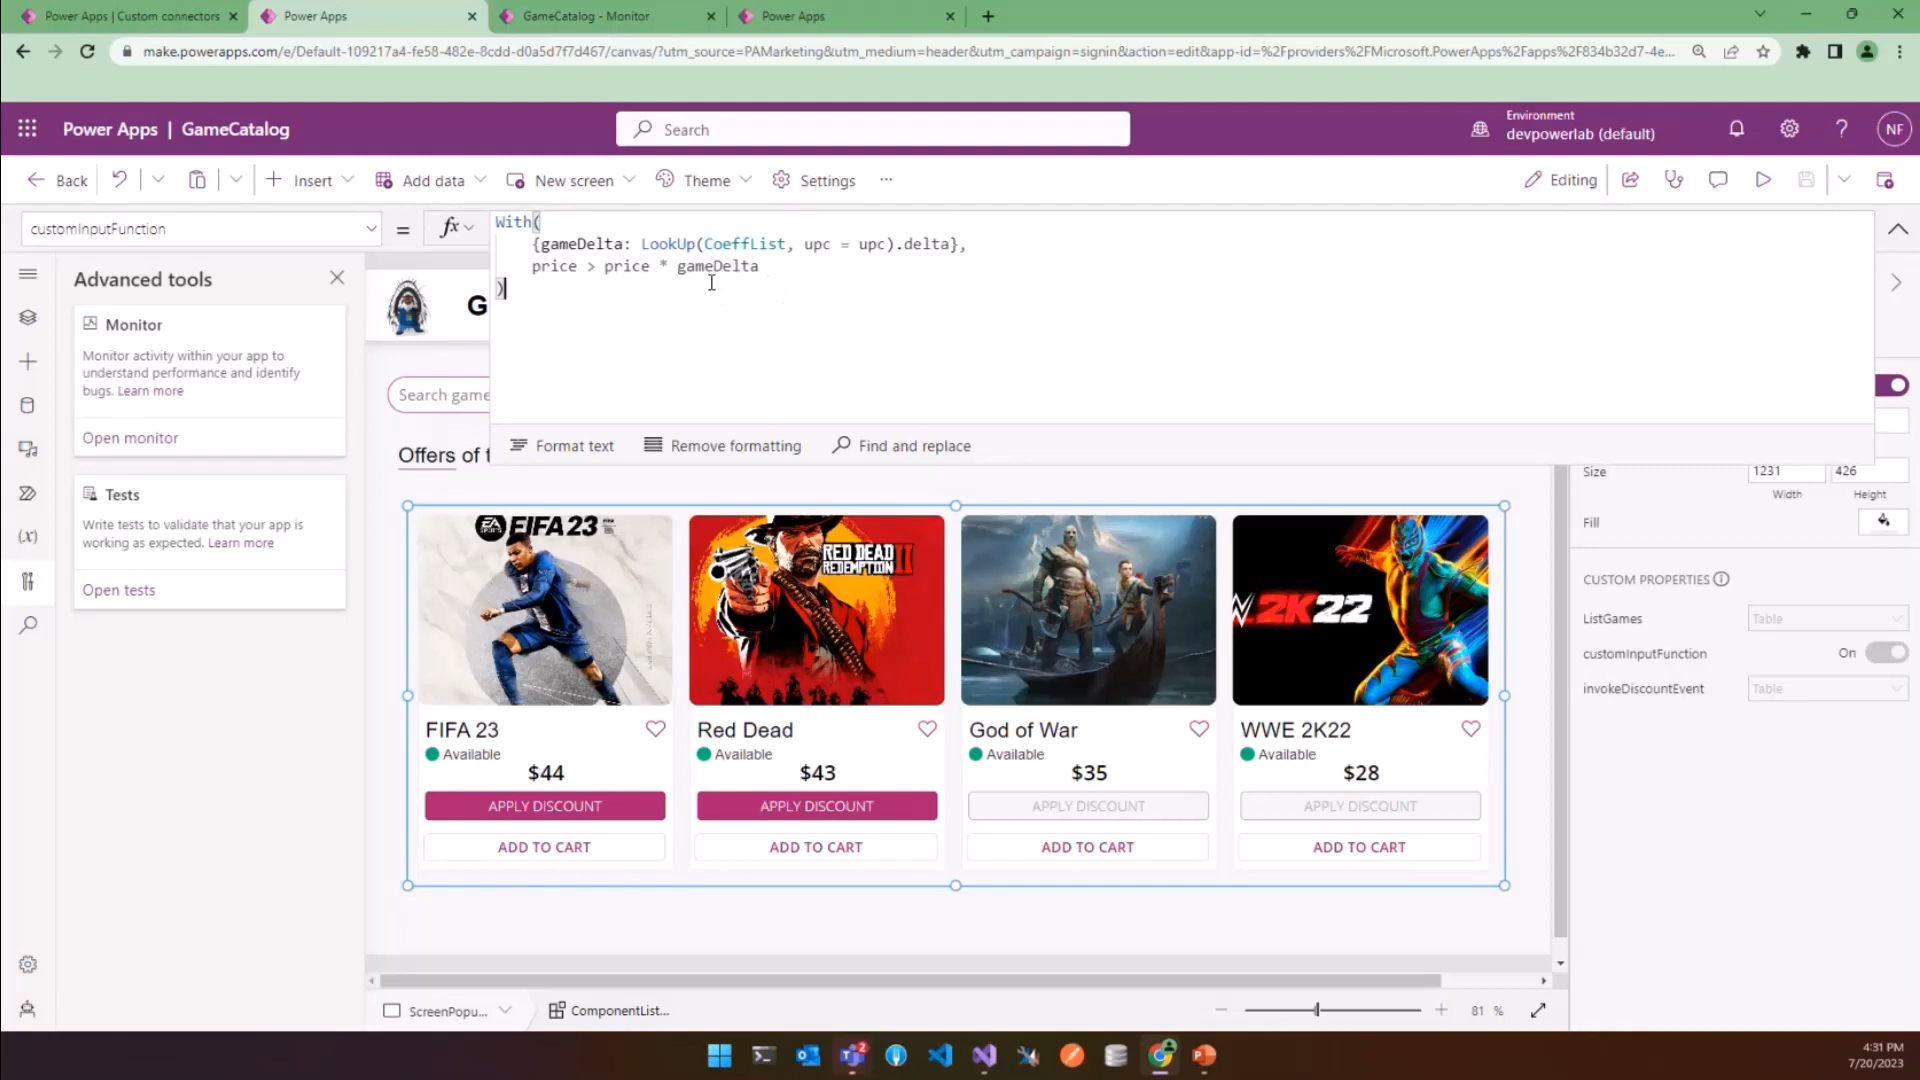 Power Apps | Custom connectors
Power Apps
GameCatalog - Monitor
Power Apps
make.powerapps.com/e/Default-109217a4-fe58-482e-8cdd-d0a5d7f7d467/canvas/?utm_source=PAMarketing&utm_medium=header&utm_campaign=signin&action=edit&app-id=%2Fproviders%2FMicrosoft.PowerApps%2Fapps%2F834b32d7-4e...
Power Apps | GameCatalog
Search
Environment
devpowerlab (default)
NF
Back
Insert
Add data
New screen
Theme
Settings
...
Editing
customInputFunction
=
fx
With(
{gameDelta: LookUp(CoeffList, upc = upc).delta},
price > price * gameDelta
)
Format text
Remove formatting
Find and replace
Advanced tools
Monitor
Monitor activity within your app to
understand performance and identify
bugs. Learn more
Open monitor
Tests
Write tests to validate that your app is
working as expected. Learn more
Open tests
G
Search game
Offers of t
EA SPORTS FIFA 23
RED DEAD
REDEMPTION II
W 2K22
FIFA 23
Available
$44
APPLY DISCOUNT
ADD TO CART
Red Dead
Available
$43
APPLY DISCOUNT
ADD TO CART
God of War
Available
$35
APPLY DISCOUNT
ADD TO CART
WWE 2K22
Available
$28
APPLY DISCOUNT
ADD TO CART
Size
1231
426
Width
Height
Fill
CUSTOM PROPERTIES
ListGames
Table
customInputFunction
On
invokeDiscountEvent
Table
ScreenPopu...
ComponentList...
81 %
2
4:31 PM
7/20/2023